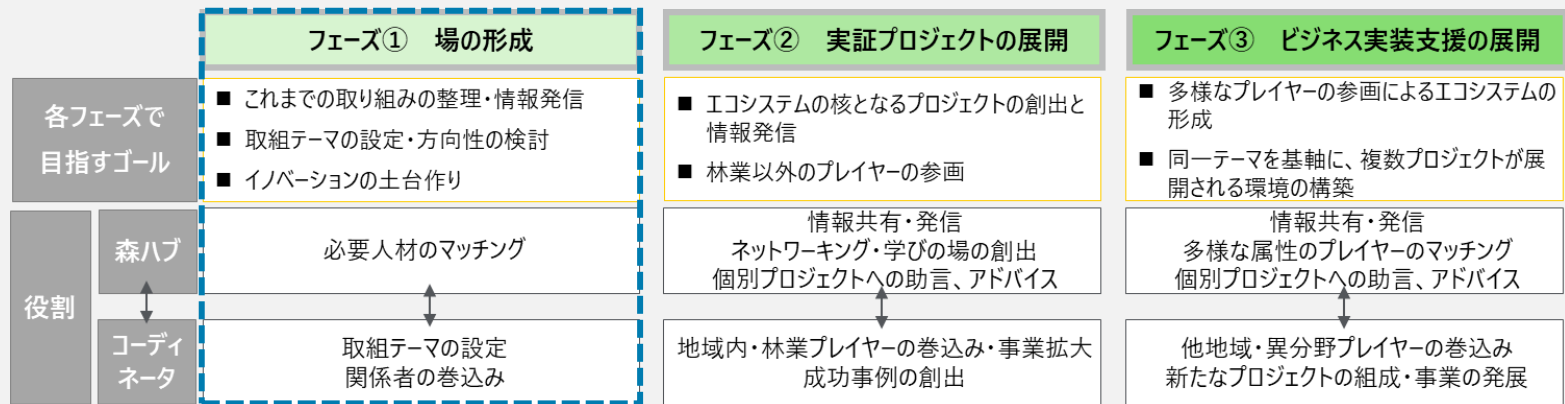 フェーズ①　場の形成
フェーズ②　実証プロジェクトの展開
フェーズ③　ビジネス実装支援の展開
各フェーズで
目指すゴール
■ これまでの取り組みの整理・情報発信
■ 取組テーマの設定・方向性の検討
■ イノベーションの土台作り
■ エコシステムの核となるプロジェクトの創出と
情報発信
■ 林業以外のプレイヤーの参画
■ 多様なプレイヤーの参画によるエコシステムの
形成
■ 同一テーマを基軸に、複数プロジェクトが展
開される環境の構築
役割
森ハブ
必要人材のマッチング
情報共有・発信
ネットワーキング・学びの場の創出
個別プロジェクトへの助言、アドバイス
情報共有・発信
多様な属性のプレイヤーのマッチング
個別プロジェクトへの助言、アドバイス
コーディ
ネータ
取組テーマの設定
関係者の巻込み
地域内・林業プレイヤーの巻込み・事業拡大
成功事例の創出
他地域・異分野プレイヤーの巻込み
新たなプロジェクトの組成・事業の発展